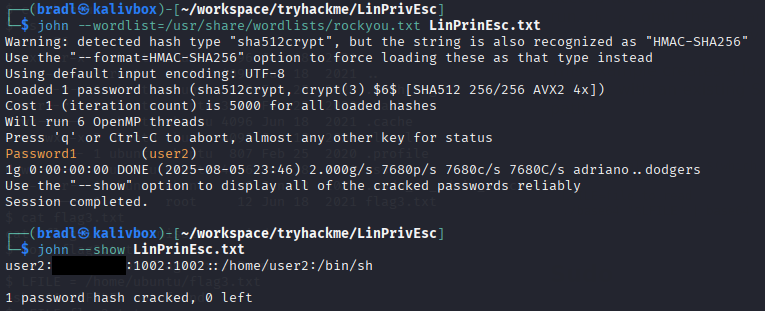 ┌──(bradl㉿kalivbox)-[~/workspace/tryhackme/LinPrivEsc]
└─$ john --wordlist=/usr/share/wordlists/rockyou.txt LinPrinEsc.txt
Warning: detected hash type "sha512crypt", but the string is also recognized as "HMAC-SHA256"
Use the "--format=HMAC-SHA256" option to force loading these as that type instead
Using default input encoding: UTF-8
Loaded 1 password hash (sha512crypt, crypt(3) $6$ [SHA512 256/256 AVX2 4x])
Cost 1 (iteration count) is 5000 for all loaded hashes
Will run 6 OpenMP threads
Press 'q' or Ctrl-C to abort, almost any other key for status
Password1        (user2)
1g 0:00:00:00 DONE (2025-08-05 23:46) 2.000g/s 7680p/s 7680c/s 7680C/s adriano..dodgers
Use the "--show" option to display all of the cracked passwords reliably
Session completed.
┌──(bradl㉿kalivbox)-[~/workspace/tryhackme/LinPrivEsc]
└─$ john --show LinPrinEsc.txt
user2::1002:1002::/home/user2:/bin/sh
1 password hash cracked, 0 left